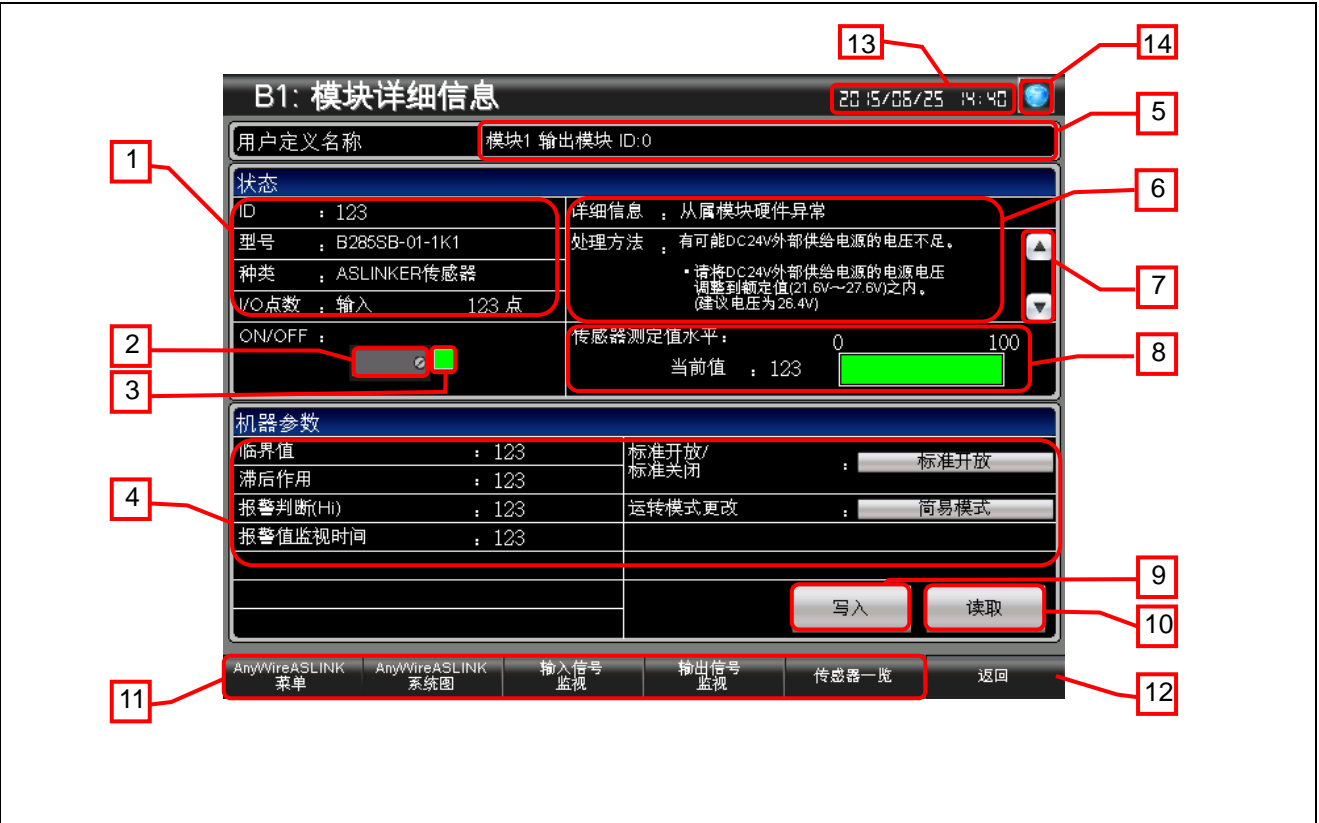 13
14
B1: 模块详细信息
2015/06/25 14:40
5
用户定义名称
模块1 输出模块 ID:0
1
状态
6
ID : 123
详细信息 : 从属模块硬件异常
型号 : B285SB-01-1K1
处理方法 : 有可能DC24V外部供给电源的电压不足。
种类 : ASLINKER传感器
・请将DC24V外部供给电源的电源电压
调整到额定值(21.6V～27.6V)之内。
(建议电压为26.4V)
7
I/O点数 : 输入 123 点
ON/OFF :
传感器测定值水平:
0 100
2
当前值 : 123
8
3
机器参数
临界值 : 123
标准开放/
标准关闭 : 标准开放
滞后作用 : 123
4
报警判断(Hi) : 123
运转模式更改 : 简易模式
报警值监视时间 : 123
9
写入
读取
10
AnyWireASLINK
菜单
AnyWireASLINK
系统图
输入信号
监视
输出信号
监视
传感器一览
返回
11
12